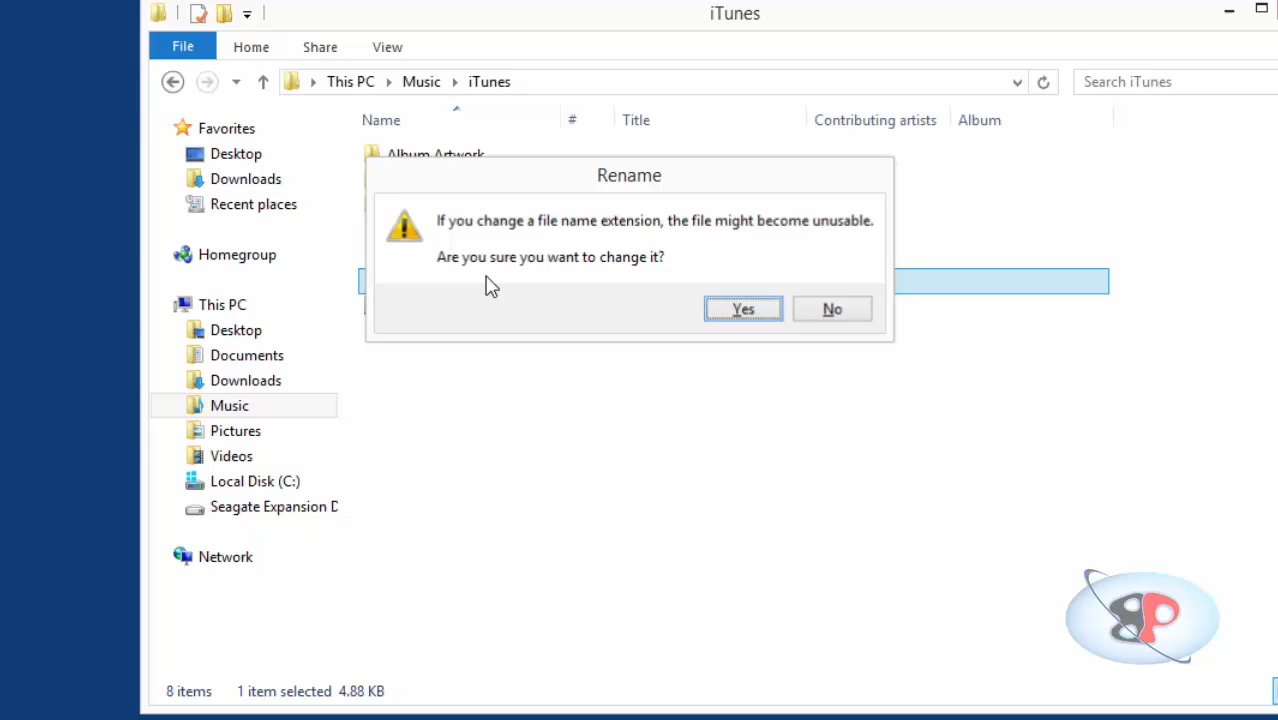 iTunes
File Home Share View
This PC Music iTunes Search iTunes
Name # Title Contributing artists Album
Favorites
Desktop
Downloads
Recent places
Homegroup
This PC
Desktop
Documents
Downloads
Music
Pictures
Videos
Local Disk (C:)
Seagate Expansion D
Network
Album Artwork
Rename
If you change a file name extension, the file might become unusable.
Are you sure you want to change it?
Yes No
BP
8 items 1 item selected 4.88 KB